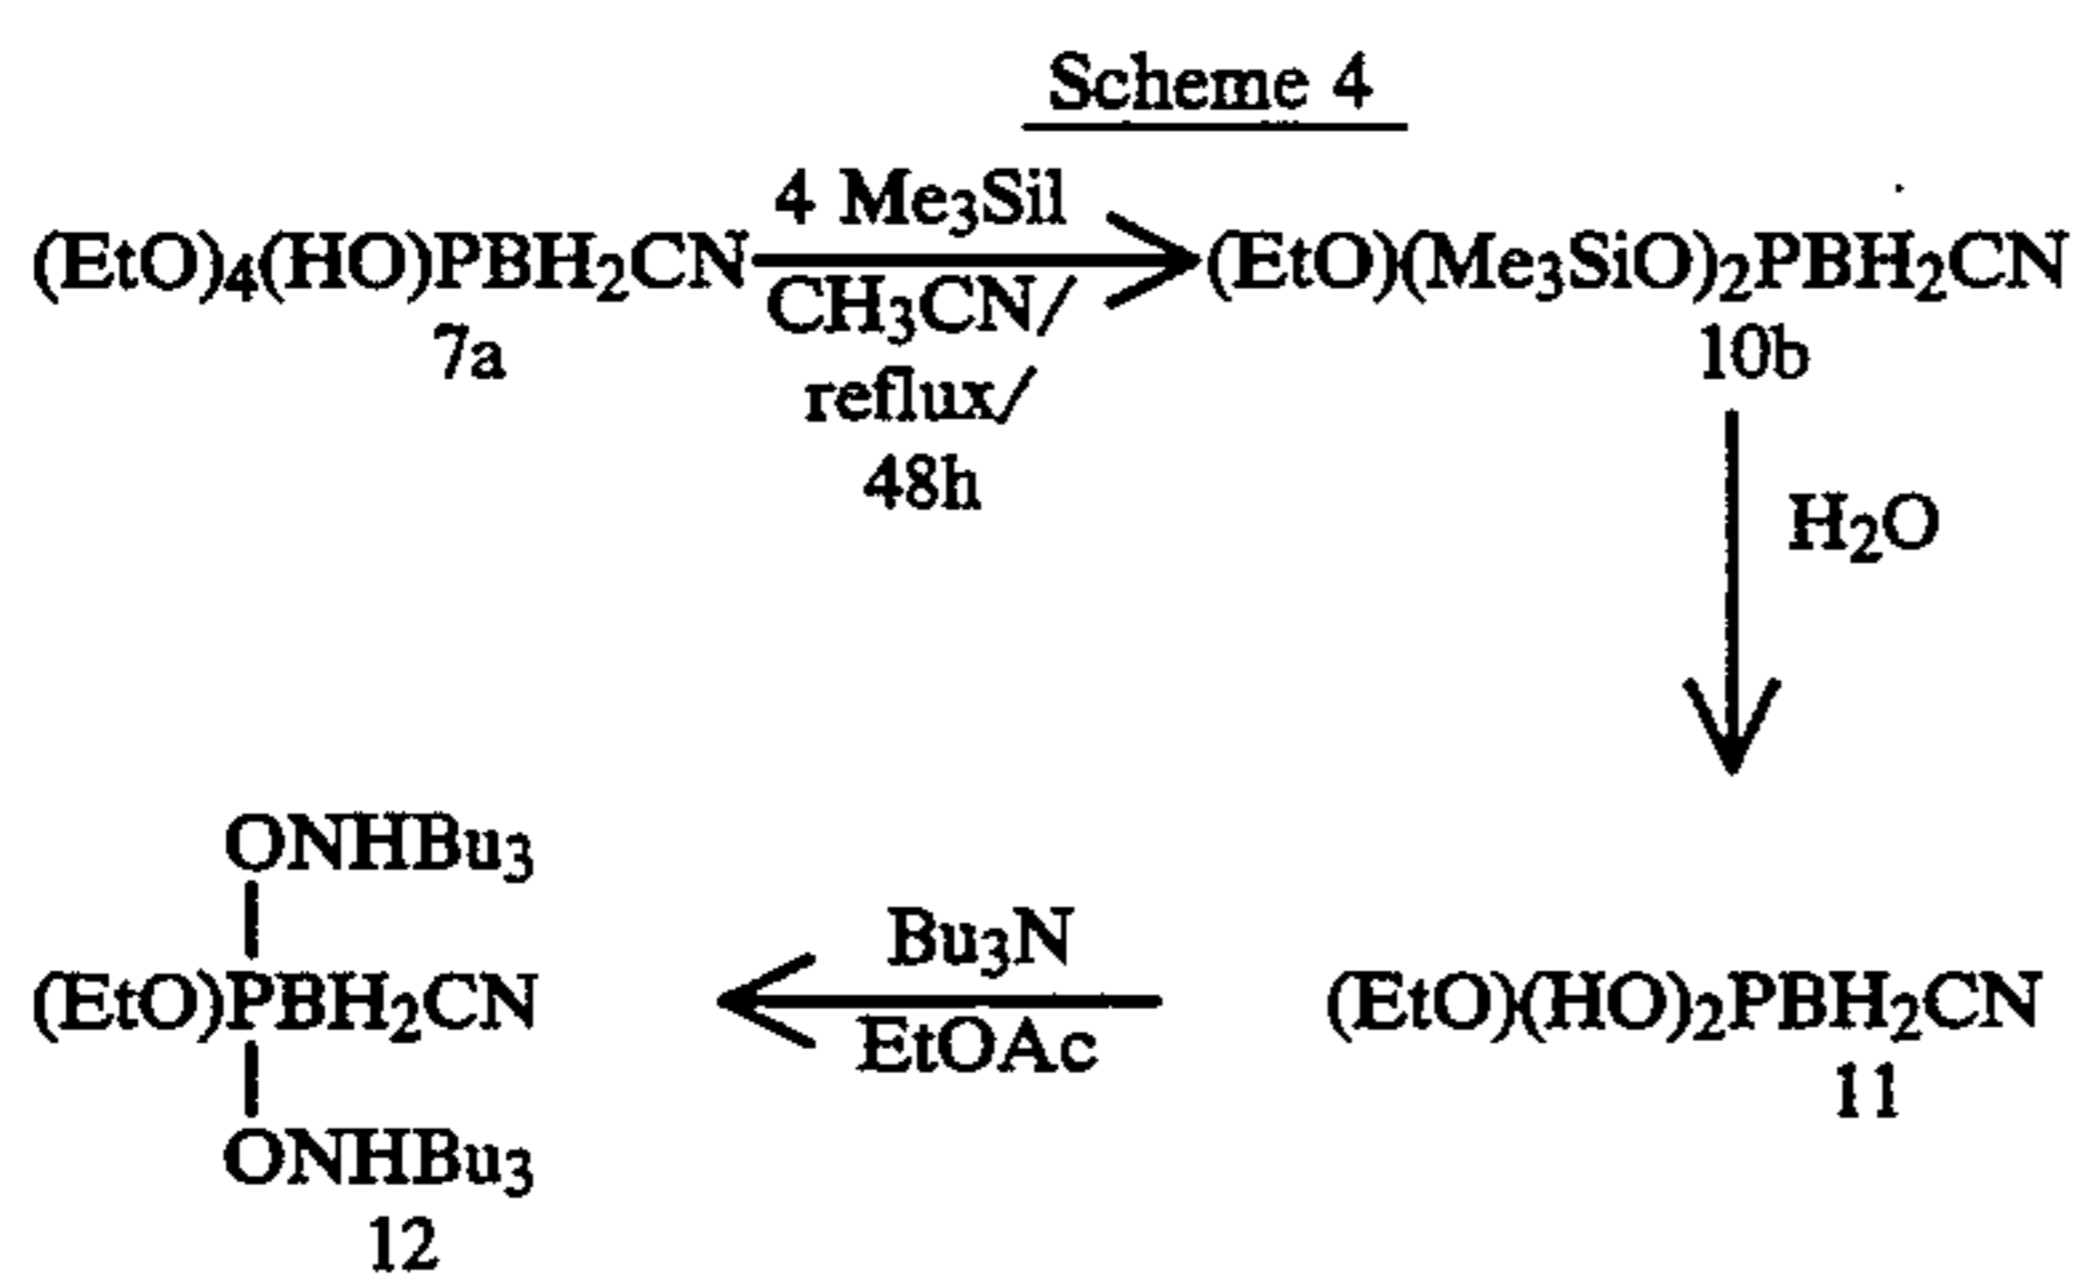 Scheme 4
4 Me3SiI
(EtO)4(HO)PBH2CN
(EtO)(Me3SiO)2PBH2CN
CH3CN/
reflux/
48h
7a
10b
H2O
ONHBu3
(EtO)PBH2CN
ONHBu3
12
Bu3N
EtOAc
(EtO)(HO)2PBH2CN
11